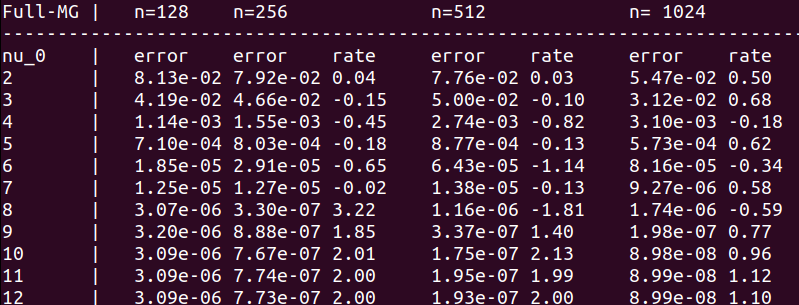 Full-MG | n=128 n=256 n=512 n= 1024
--------------------------------------------------------------------------------
nu_0 | error error rate error rate error rate
2 | 8.13e-02 7.92e-02 0.04 7.76e-02 0.03 5.47e-02 0.50
3 | 4.19e-02 4.66e-02 -0.15 5.00e-02 -0.10 3.12e-02 0.68
4 | 1.14e-03 1.55e-03 -0.45 2.74e-03 -0.82 3.10e-03 -0.18
5 | 7.10e-04 8.03e-04 -0.18 8.77e-04 -0.13 5.73e-04 0.62
6 | 1.85e-05 2.91e-05 -0.65 6.43e-05 -1.14 8.16e-05 -0.34
7 | 1.25e-05 1.27e-05 -0.02 1.38e-05 -0.13 9.27e-06 0.58
8 | 3.07e-06 3.30e-07 3.22 1.16e-06 -1.81 1.74e-06 -0.59
9 | 3.20e-06 8.88e-07 1.85 3.37e-07 1.40 1.98e-07 0.77
10 | 3.09e-06 7.67e-07 2.01 1.75e-07 2.13 8.98e-08 0.96
11 | 3.09e-06 7.74e-07 2.00 1.95e-07 1.99 8.99e-08 1.12
12 | 3.09e-06 7.73e-07 2.00 1.93e-07 2.00 8.99e-08 1.10